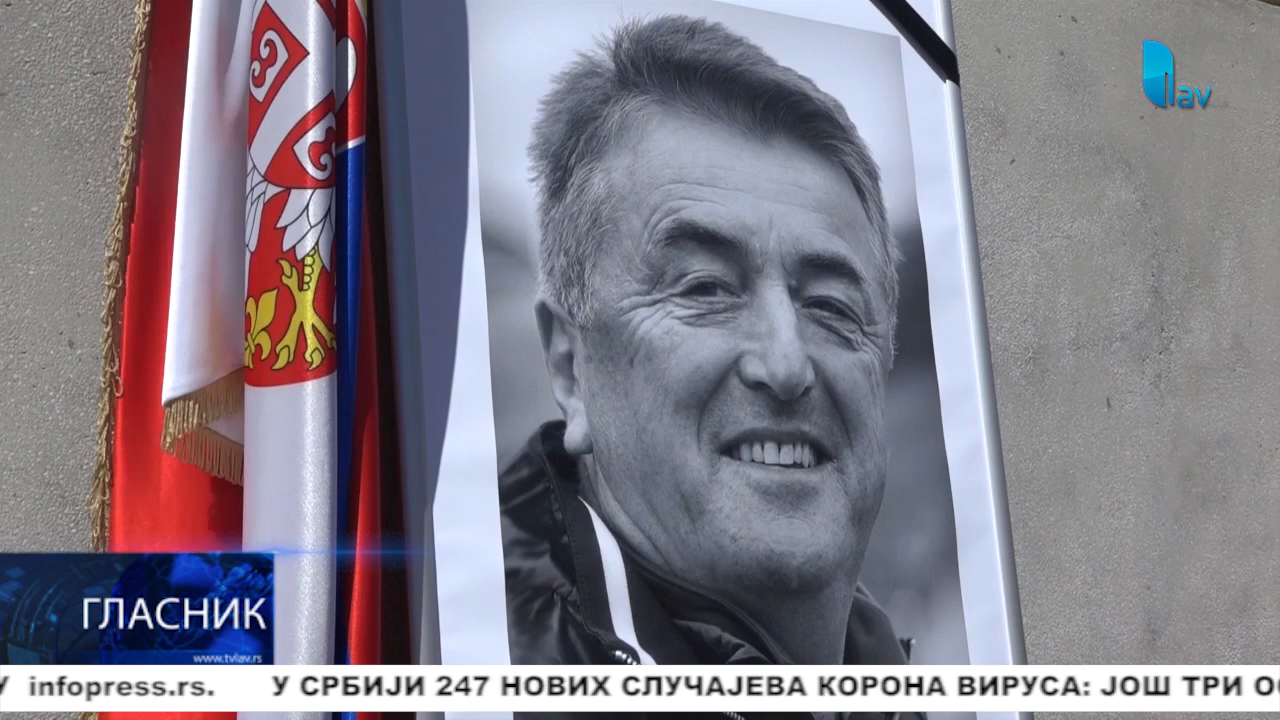 lav
ГЛАСНИК
www.tvlav.rs
infopress.rs. У СРБИЈИ 247 НОВИХ СЛУЧАЈЕВА КОРОНА ВИРУСА: ЈОШ ТРИ